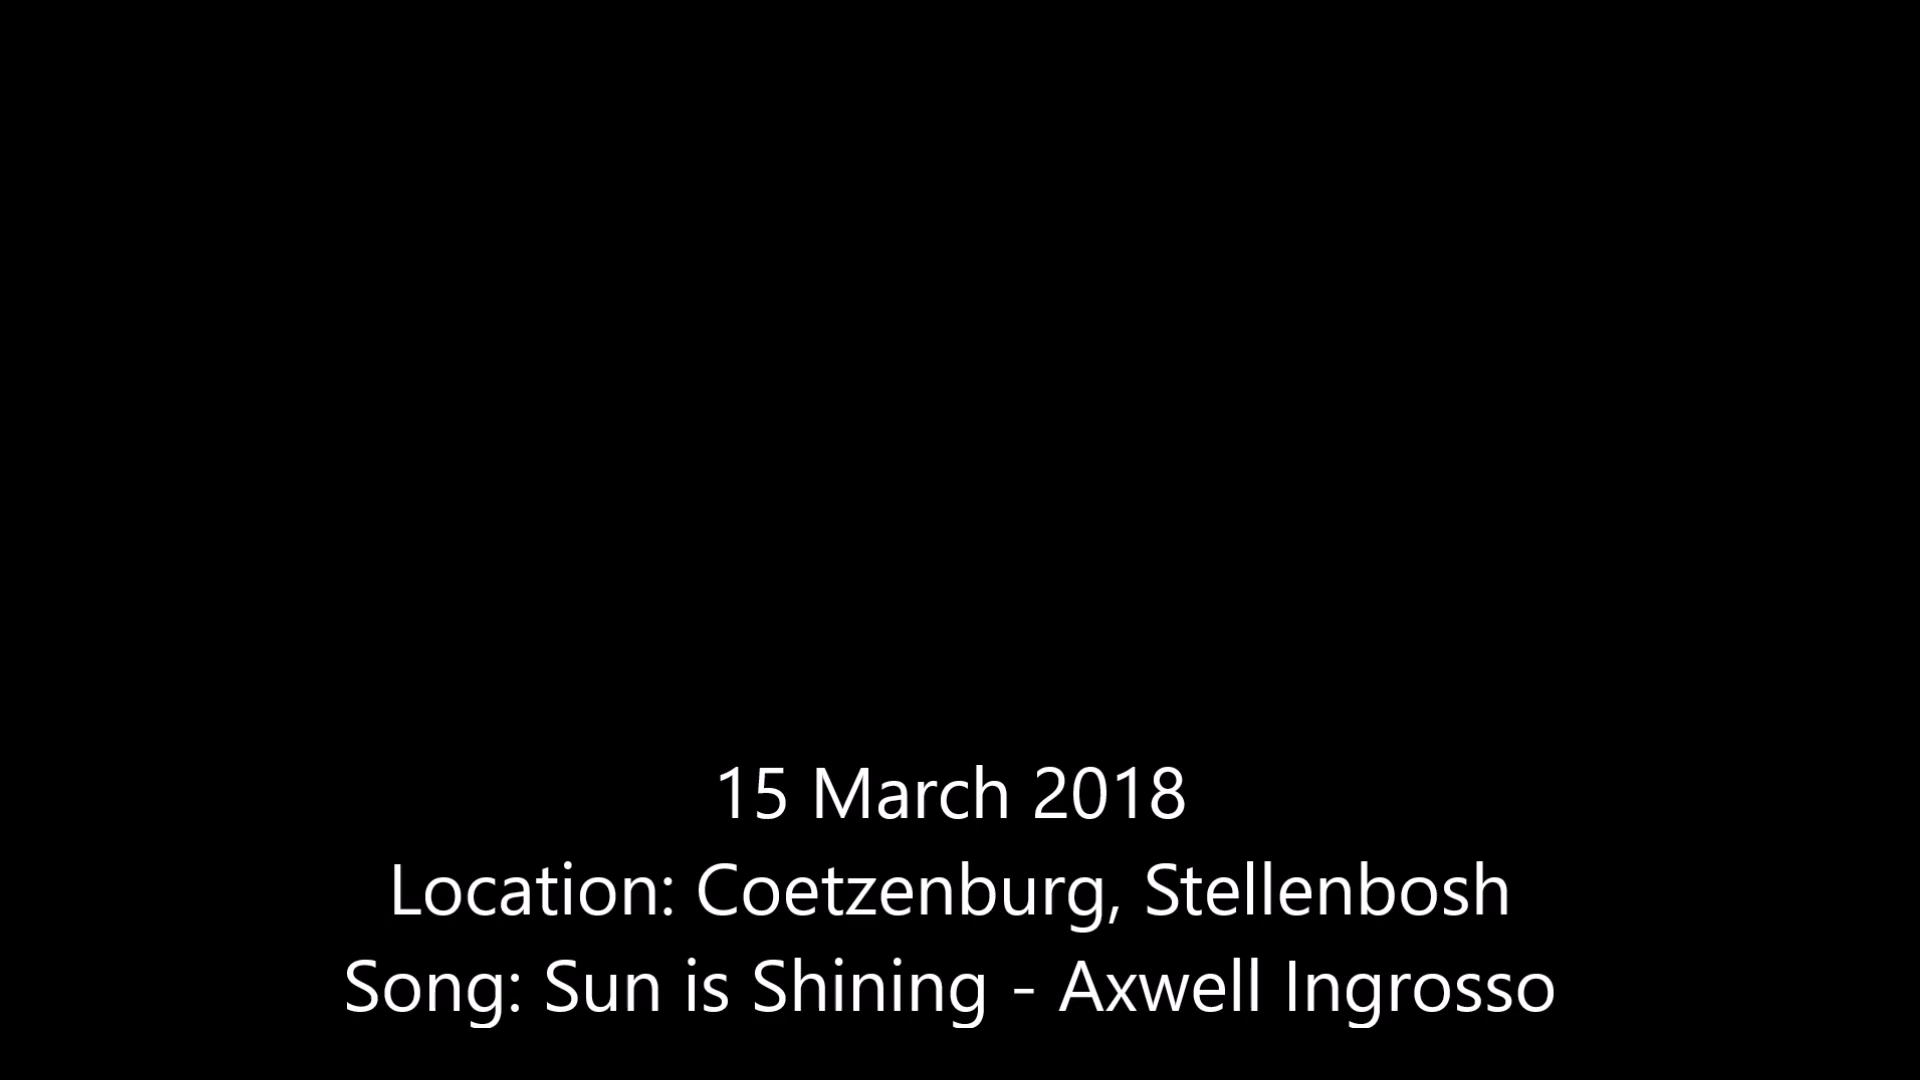 15 March 2018
Location: Coetzenburg, Stellenbosh
Song: Sun is Shining - Axwell Ingrosso